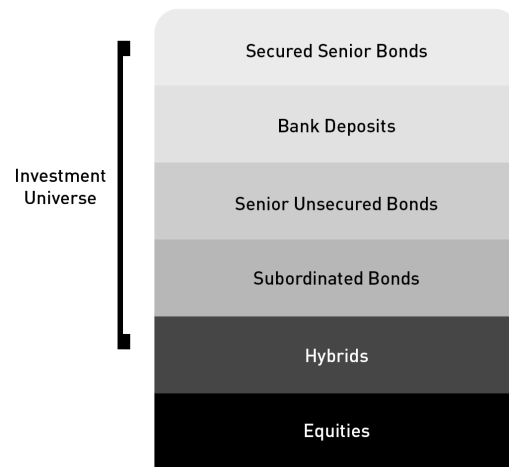 Secured Senior Bonds
Bank Deposits
Investment
Universe
Senior Unsecured Bonds
Subordinated Bonds
Hybrids
Equities